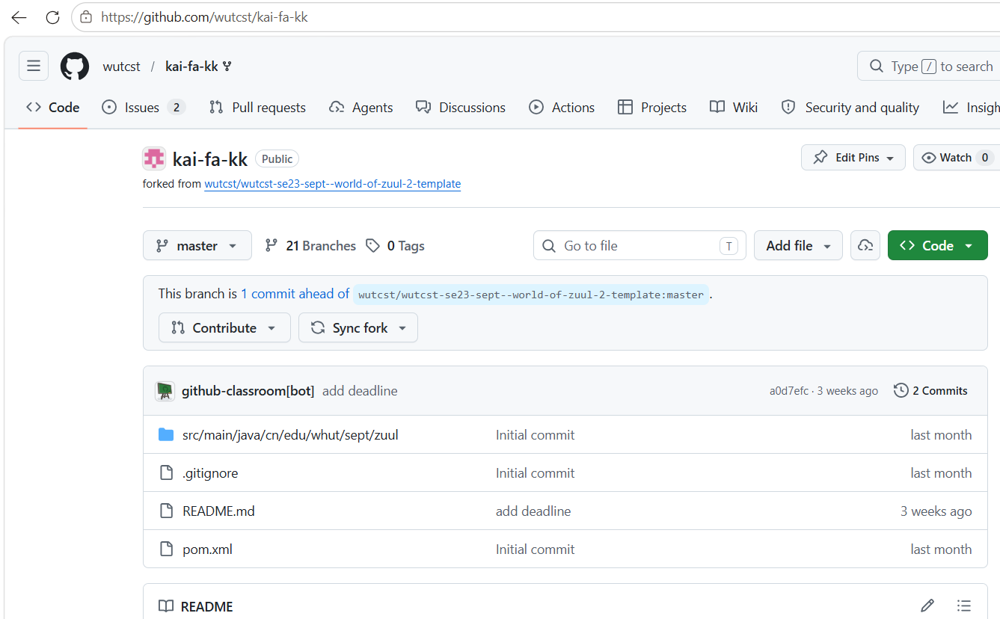 https://github.com/wutcst/kai-fa-kk
wutcst / kai-fa-kk
Type / to search
Code
Issues 2
Pull requests
Agents
Discussions
Actions
Projects
Wiki
Security and quality
Insigh
kai-fa-kk Public
Edit Pins
Watch 0
forked from wutcst/wutcst-se23-sept--world-of-zuul-2-template
master
21 Branches
0 Tags
Go to file T
Add file
Code
This branch is 1 commit ahead of wutcst/wutcst-se23-sept--world-of-zuul-2-template:master .
Contribute
Sync fork
github-classroom[bot] add deadline a0d7efc · 3 weeks ago 2 Commits
src/main/java/cn/edu/whut/sept/zuul Initial commit last month
.gitignore Initial commit last month
README.md add deadline 3 weeks ago
pom.xml Initial commit last month
README